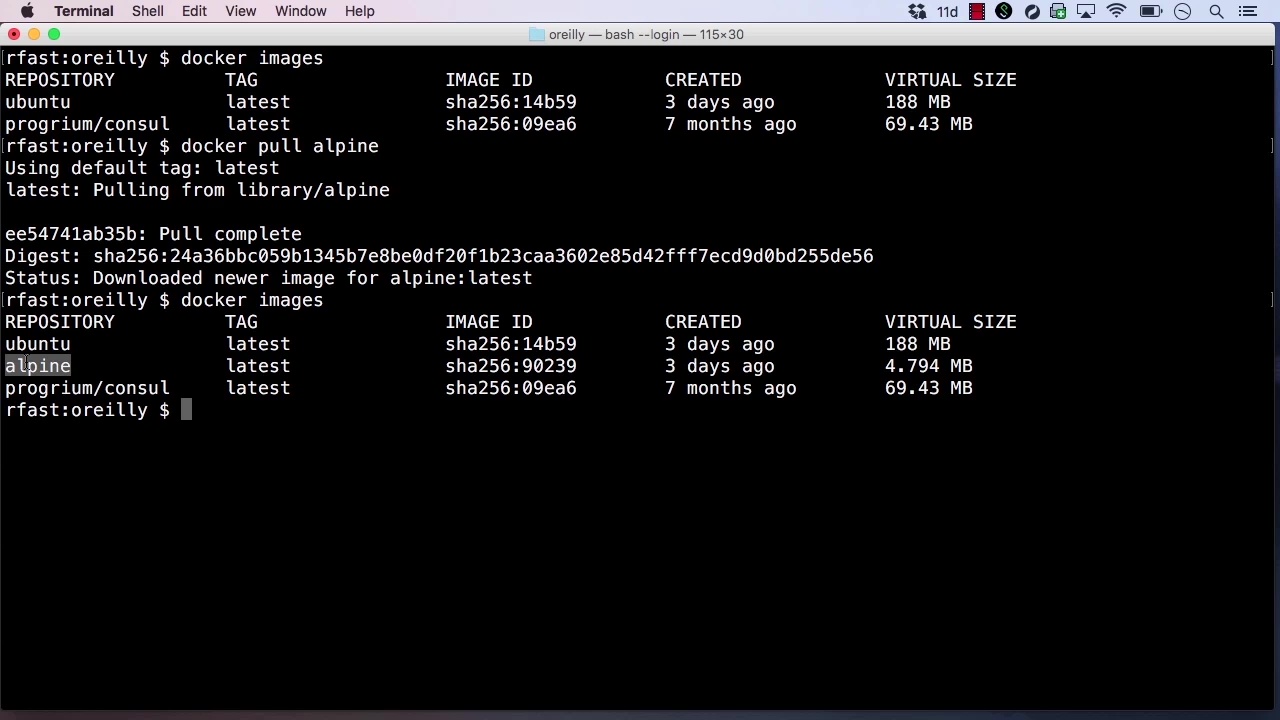 Terminal Shell Edit View Window Help 11d
oreilly — bash --login — 115×30
rfast:oreilly $ docker images
REPOSITORY TAG IMAGE ID CREATED VIRTUAL SIZE
ubuntu latest sha256:14b59 3 days ago 188 MB
progrium/consul latest sha256:09ea6 7 months ago 69.43 MB
rfast:oreilly $ docker pull alpine
Using default tag: latest
latest: Pulling from library/alpine
ee54741ab35b: Pull complete
Digest: sha256:24a36bbc059b1345b7e8be0df20f1b23caa3602e85d42fff7ecd9d0bd255de56
Status: Downloaded newer image for alpine:latest
rfast:oreilly $ docker images
REPOSITORY TAG IMAGE ID CREATED VIRTUAL SIZE
ubuntu latest sha256:14b59 3 days ago 188 MB
alpine latest sha256:90239 3 days ago 4.794 MB
progrium/consul latest sha256:09ea6 7 months ago 69.43 MB
rfast:oreilly $